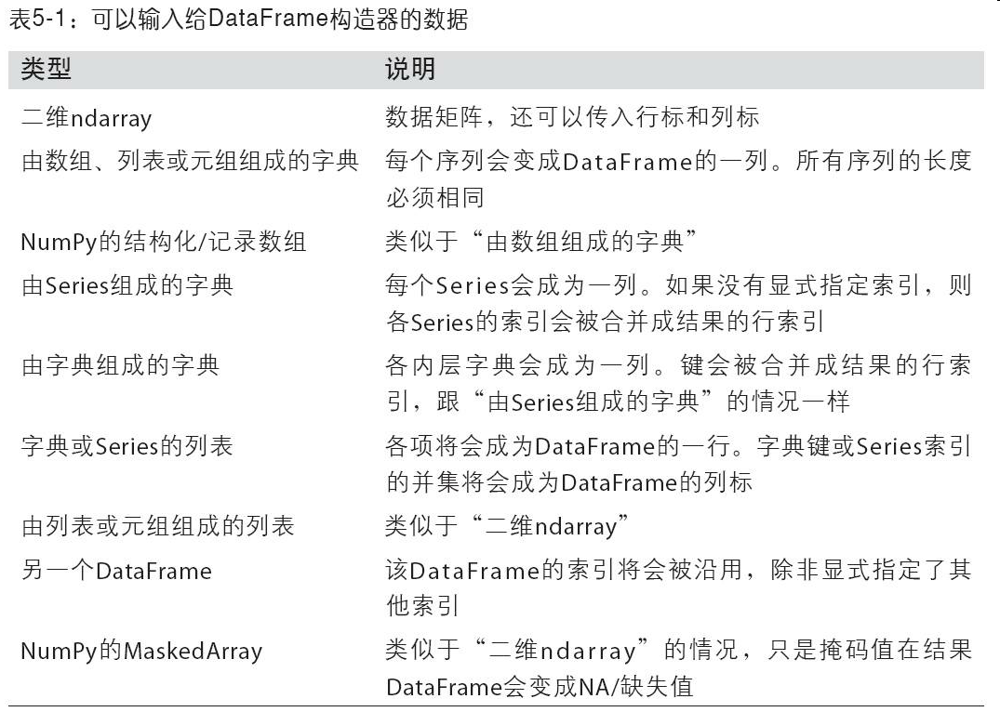 表5-1：可以输入给DataFrame构造器的数据
类型 说明
二维ndarray 数据矩阵，还可以传入行标和列标
由数组、列表或元组组成的字典 每个序列会变成DataFrame的一列。所有序列的长度
必须相同
NumPy的结构化/记录数组 类似于“由数组组成的字典”
由Series组成的字典 每个Series会成为一列。如果没有显式指定索引，则
各Series的索引会被合并成结果的行索引
由字典组成的字典 各内层字典会成为一列。键会被合并成结果的行索
引，跟“由Series组成的字典”的情况一样
字典或Series的列表 各项将会成为DataFrame的一行。字典键或Series索引
的并集将会成为DataFrame的列标
由列表或元组组成的列表 类似于“二维ndarray”
另一个DataFrame 该DataFrame的索引将会被沿用，除非显式指定了其
他索引
NumPy的MaskedArray 类似于“二维ndarray”的情况，只是掩码值在结果
DataFrame会变成NA/缺失值